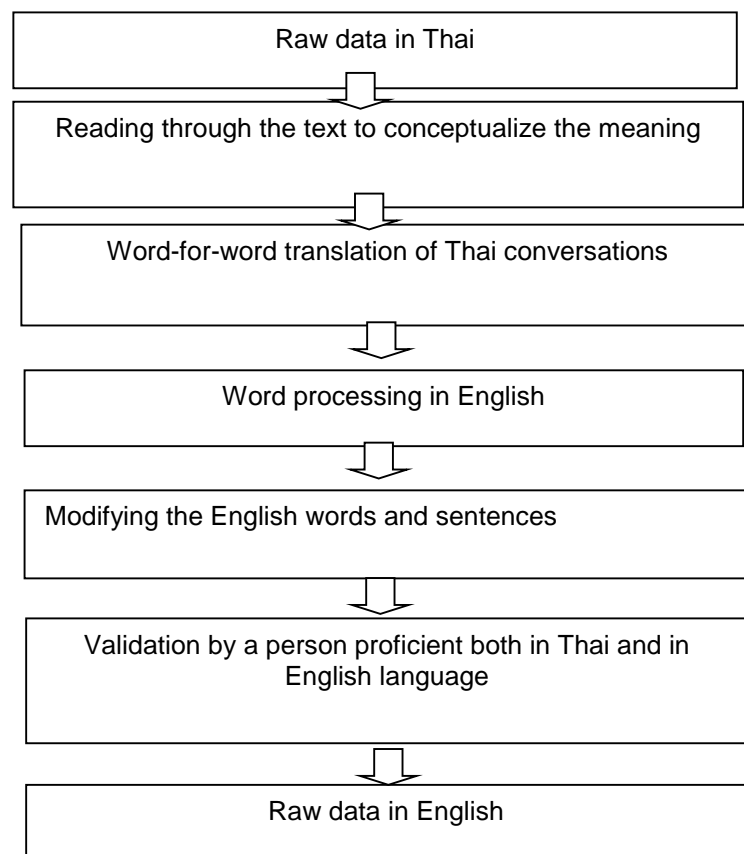 Raw data in Thai
Reading through the text to conceptualize the meaning
Word-for-word translation of Thai conversations
Word processing in English
Modifying the English words and sentences
Validation by a person proficient both in Thai and in
English language
Raw data in English